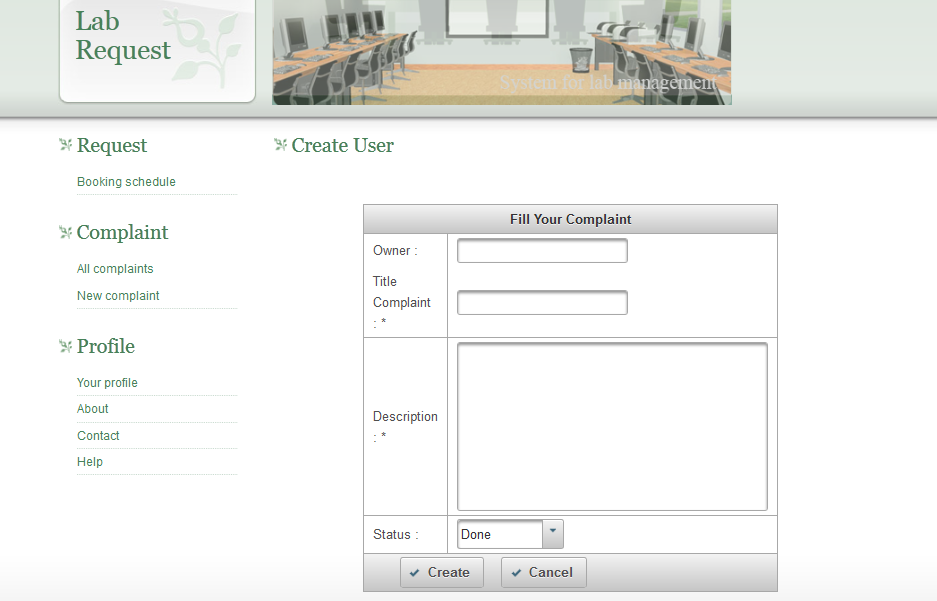 Lab
Request
System for lab management
Request
Booking schedule
Complaint
All complaints
New complaint
Profile
Your profile
About
Contact
Help
Create User
Fill Your Complaint
Owner :
Title
Complaint
: *
Description
: *
Status :
Done
Create
Cancel